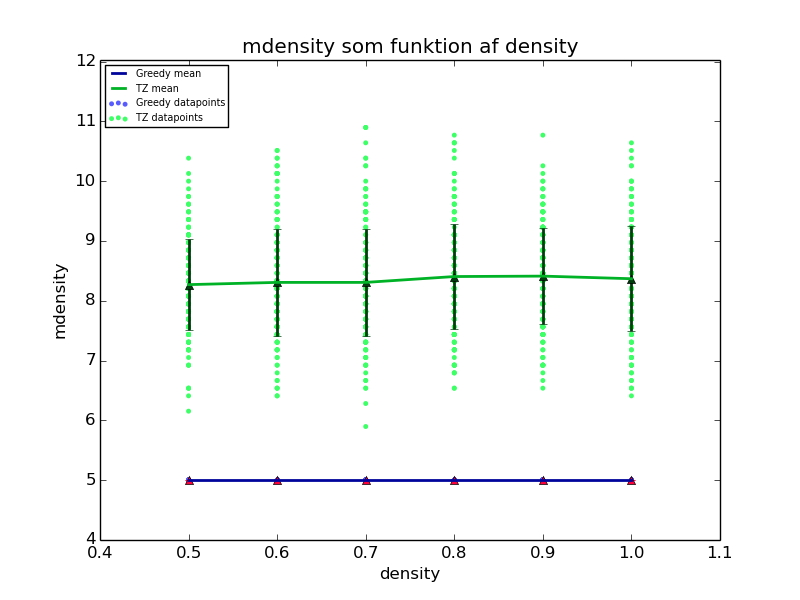 mdensity som funktion af density
Greedy mean
TZ mean
Greedy datapoints
TZ datapoints
12
11
10
9
8
7
6
5
4
mdensity
0.4 0.5 0.6 0.7 0.8 0.9 1.0 1.1
density